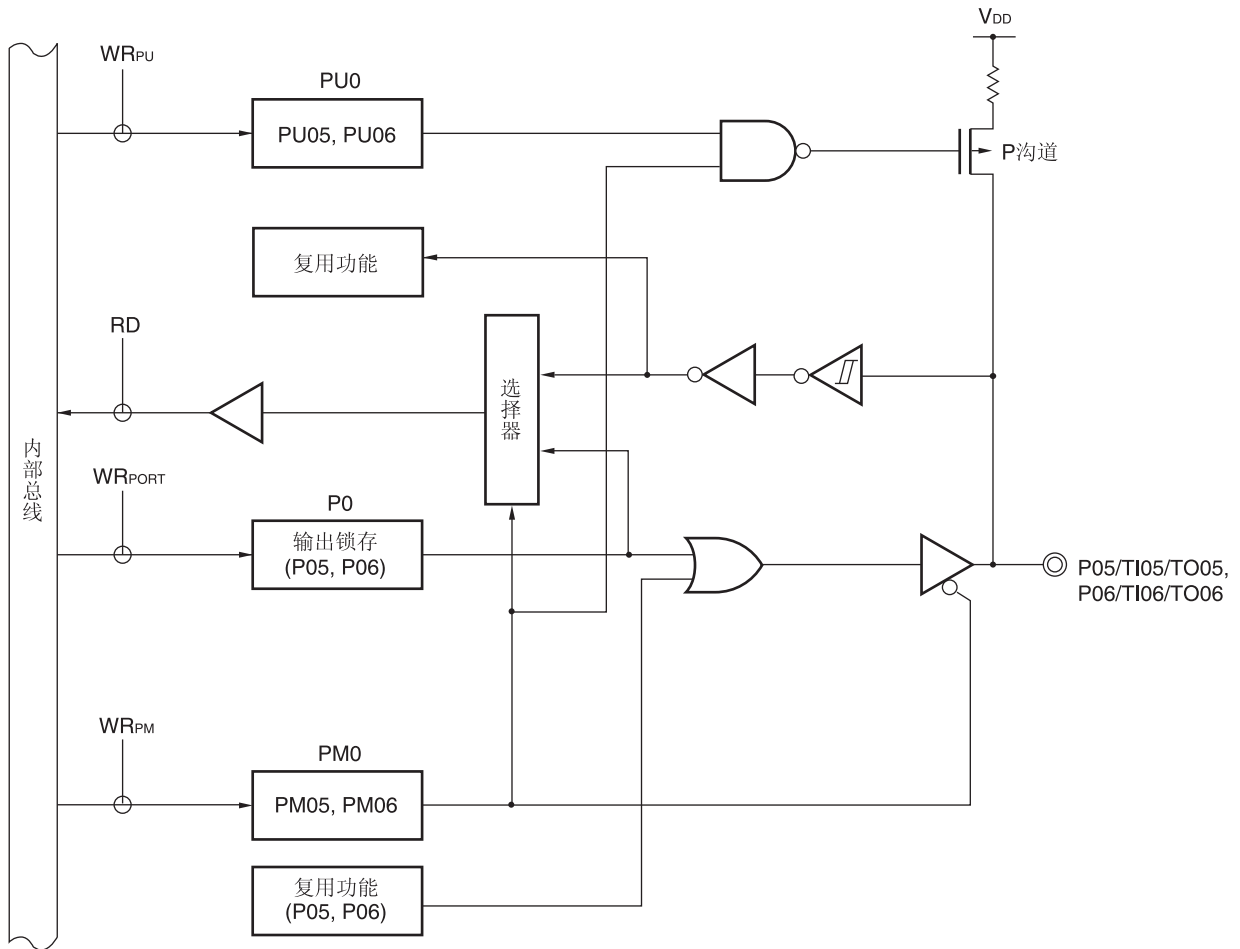 VDD
WRPU
PU0
PU05, PU06
P沟道
复用功能
RD
选择器
内部总线
WRPORT
P0
输出锁存
(P05, P06)
P05/TI05/TO05,
P06/TI06/TO06
WRPM
PM0
PM05, PM06
复用功能
(P05, P06)